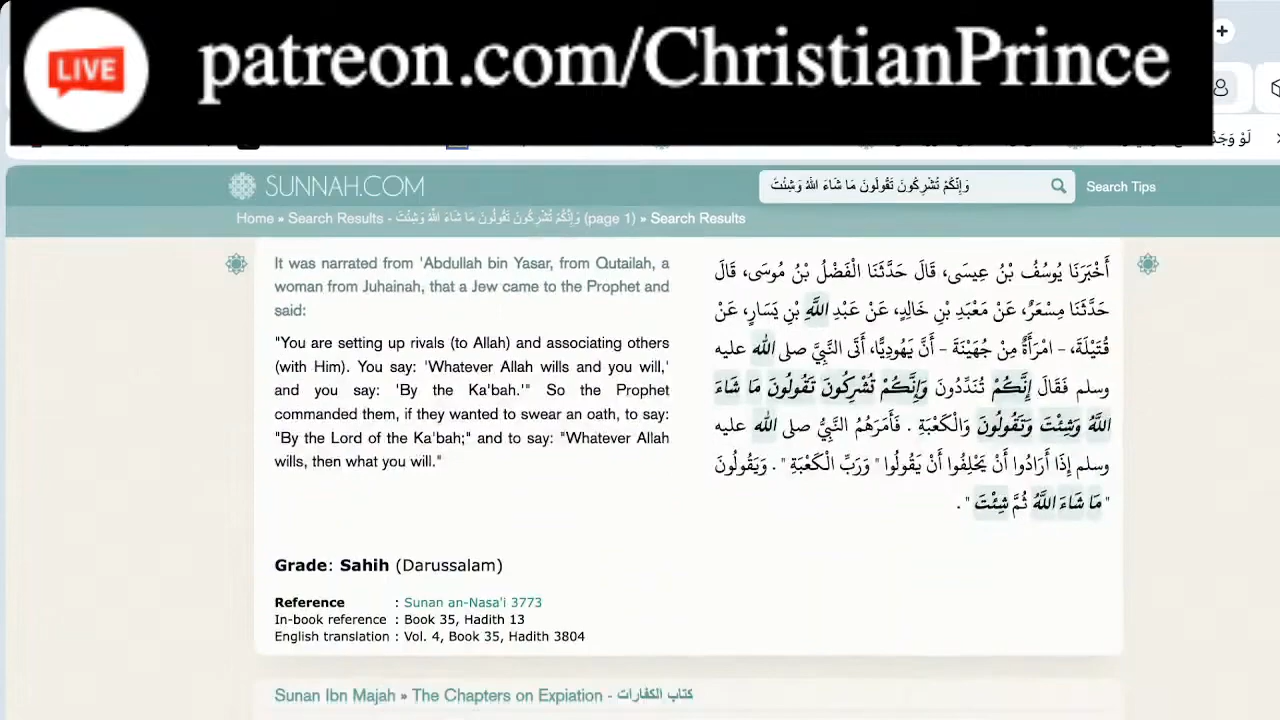 LIVE
patreon.com/ChristianPrince
SUNNAH.COM
وَإِنَّكُمْ تُشْرِكُونَ تَقُولُونَ مَا شَاءَ اللَّهُ وَشِئْتَ
Search Tips
Home » Search Results - وَإِنَّكُمْ تُشْرِكُونَ تَقُولُونَ مَا شَاءَ اللَّهُ وَشِئْتَ (page 1) » Search Results
It was narrated from 'Abdullah bin Yasar, from Qutailah, a
woman from Juhainah, that a Jew came to the Prophet and
said:
"You are setting up rivals (to Allah) and associating others
(with Him). You say: 'Whatever Allah wills and you will,'
and you say: 'By the Ka'bah.'" So the Prophet
commanded them, if they wanted to swear an oath, to say:
"By the Lord of the Ka'bah;" and to say: "Whatever Allah
wills, then what you will."
أَخْبَرَنَا يُوسُفُ بْنُ عِيسَى، قَالَ حَدَّثَنَا الْفَضْلُ بْنُ مُوسَى، قَالَ
حَدَّثَنَا مِسْعَرٌ، عَنْ مَعْبَدِ بْنِ خَالِدٍ، عَنْ عَبْدِ اللَّهِ بْنِ يَسَارٍ، عَنْ
قُتَيْلَةَ، - امْرَأَةٌ مِنْ جُهَيْنَةَ - أَنَّ يَهُودِيًّا، أَتَى النَّبِيَّ صلى الله عليه
وسلم فَقَالَ إِنَّكُمْ تُنَدِّدُونَ وَإِنَّكُمْ تُشْرِكُونَ تَقُولُونَ مَا شَاءَ
اللَّهُ وَشِئْتَ وَتَقُولُونَ وَالْكَعْبَةِ . فَأَمَرَهُمُ النَّبِيُّ صلى الله عليه
وسلم إِذَا أَرَادُوا أَنْ يَحْلِفُوا أَنْ يَقُولُوا " وَرَبِّ الْكَعْبَةِ " . وَيَقُولُونَ
" مَا شَاءَ اللَّهُ ثُمَّ شِئْتَ " .
Grade: Sahih (Darussalam)
Reference : Sunan an-Nasa'i 3773
In-book reference : Book 35, Hadith 13
English translation : Vol. 4, Book 35, Hadith 3804
Sunan Ibn Majah » The Chapters on Expiation - كتاب الكفارات